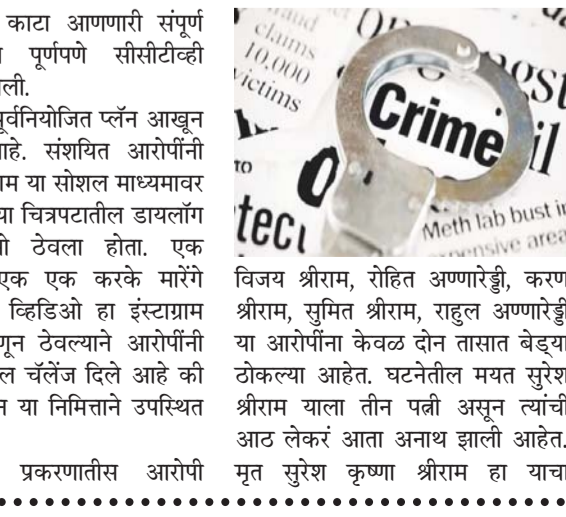 काटा आणणारी संपूर्ण
पूर्णपणे सीसीटीव्ही
पूर्वनियोजित प्लॅन आखून
आहे. संशयित आरोपींनी
या सोशल माध्यमावर
या चित्रपटातील डायलॉग
ठेवला होता. एक
एक एक करके मारेंगे
व्हिडिओ हा इंस्टाग्राम
ठेवल्याने आरोपींनी
चॅलेंज दिले आहे की
या निमित्ताने उपस्थित
प्रकरणातीस आरोपी
claims
10,000
victims
to
Crime
Meth lab bust in
area
विजय श्रीराम, रोहित अण्णारेड्डी, करण
श्रीराम, सुमित श्रीराम, राहुल अण्णारेड्डी
या आरोपींना केवळ दोन तासात बेड्या
ठोकल्या आहेत. घटनेतील मयत सुरेश
श्रीराम याला तीन पत्नी असून त्यांची
आठ लेकरं आता अनाथ झाली आहेत.
मृत सुरेश कृष्णा श्रीराम हा याचा